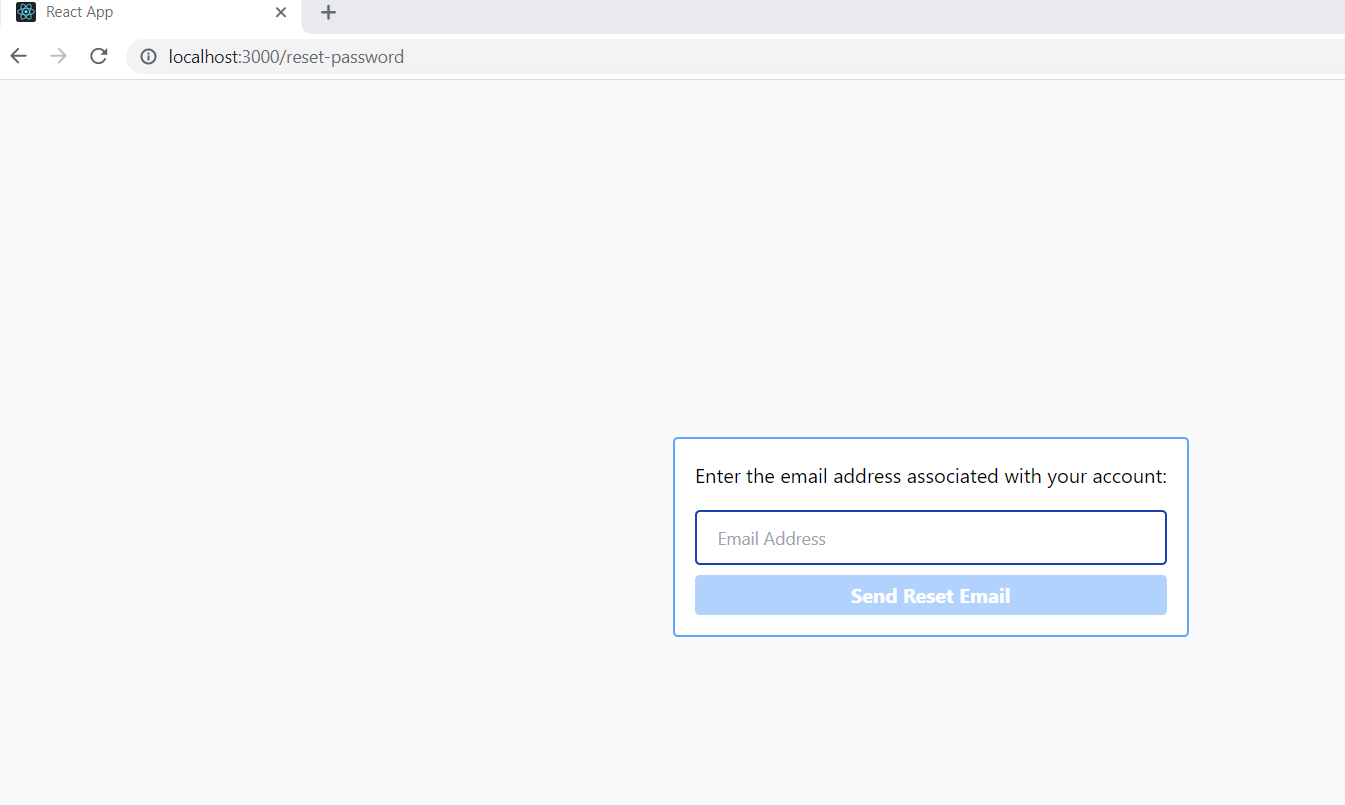 React App
localhost:3000/reset-password
Enter the email address associated with your account:
Email Address
Send Reset Email